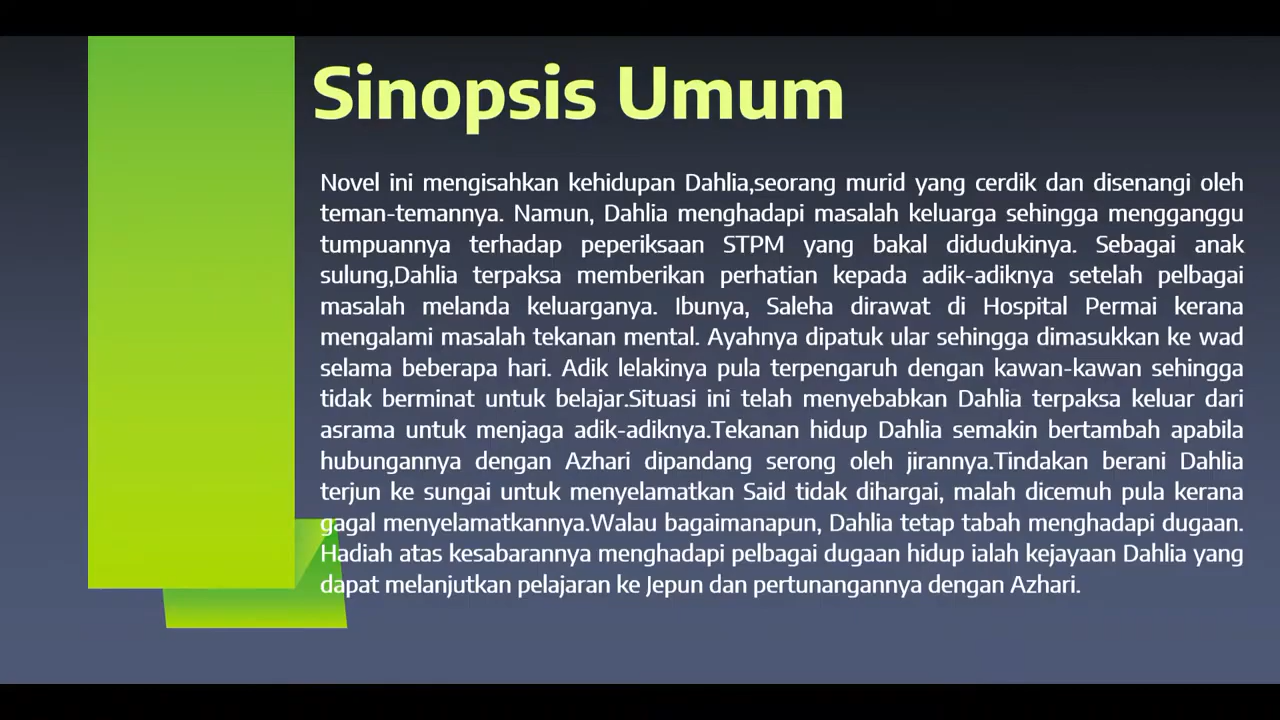 Sinopsis Umum
Novel ini mengisahkan kehidupan Dahlia,seorang murid yang cerdik dan disenangi oleh
teman-temannya. Namun, Dahlia menghadapi masalah keluarga sehingga mengganggu
tumpuannya terhadap peperiksaan STPM yang bakal didudukinya. Sebagai anak
sulung,Dahlia terpaksa memberikan perhatian kepada adik-adiknya setelah pelbagai
masalah melanda keluarganya. Ibunya, Saleha dirawat di Hospital Permai kerana
mengalami masalah tekanan mental. Ayahnya dipatuk ular sehingga dimasukkan ke wad
selama beberapa hari. Adik lelakinya pula terpengaruh dengan kawan-kawan sehingga
tidak berminat untuk belajar.Situasi ini telah menyebabkan Dahlia terpaksa keluar dari
asrama untuk menjaga adik-adiknya.Tekanan hidup Dahlia semakin bertambah apabila
hubungannya dengan Azhari dipandang serong oleh jirannya.Tindakan berani Dahlia
terjun ke sungai untuk menyelamatkan Said tidak dihargai, malah dicemuh pula kerana
gagal menyelamatkannya.Walau bagaimanapun, Dahlia tetap tabah menghadapi dugaan.
Hadiah atas kesabarannya menghadapi pelbagai dugaan hidup ialah kejayaan Dahlia yang
dapat melanjutkan pelajaran ke Jepun dan pertunangannya dengan Azhari.